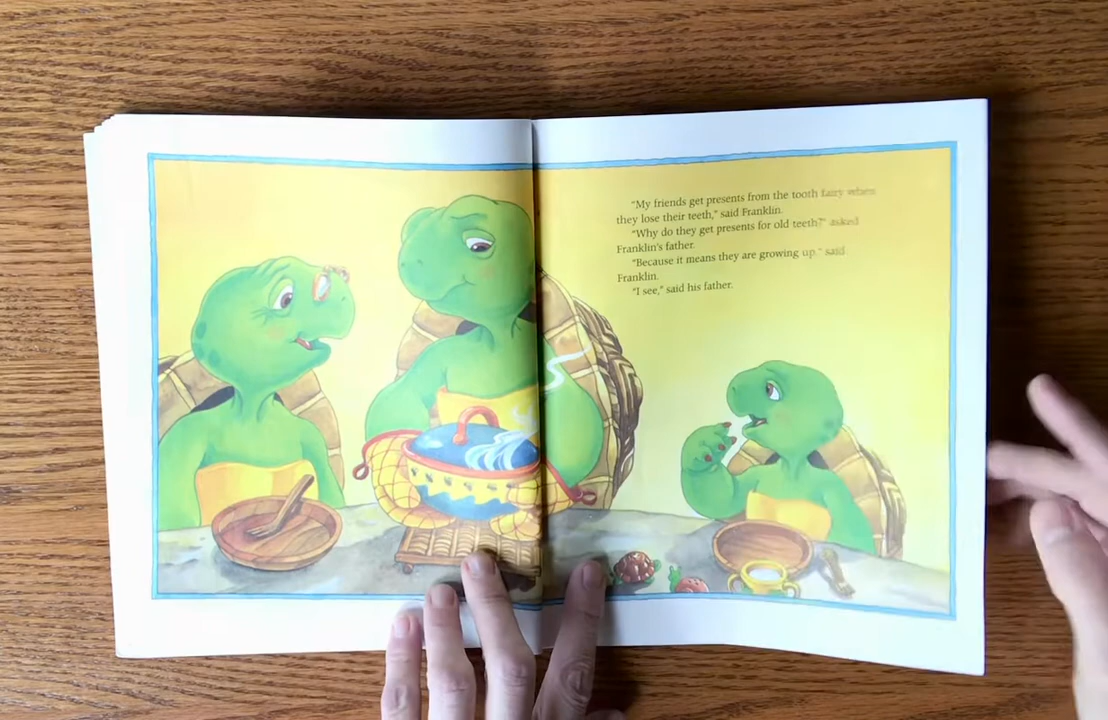 "My friends get presents from the tooth fairy when
they lose their teeth," said Franklin.
"Why do they get presents for old teeth?" asked
Franklin's father.
"Because it means they are growing up." said
Franklin.
"I see," said his father.